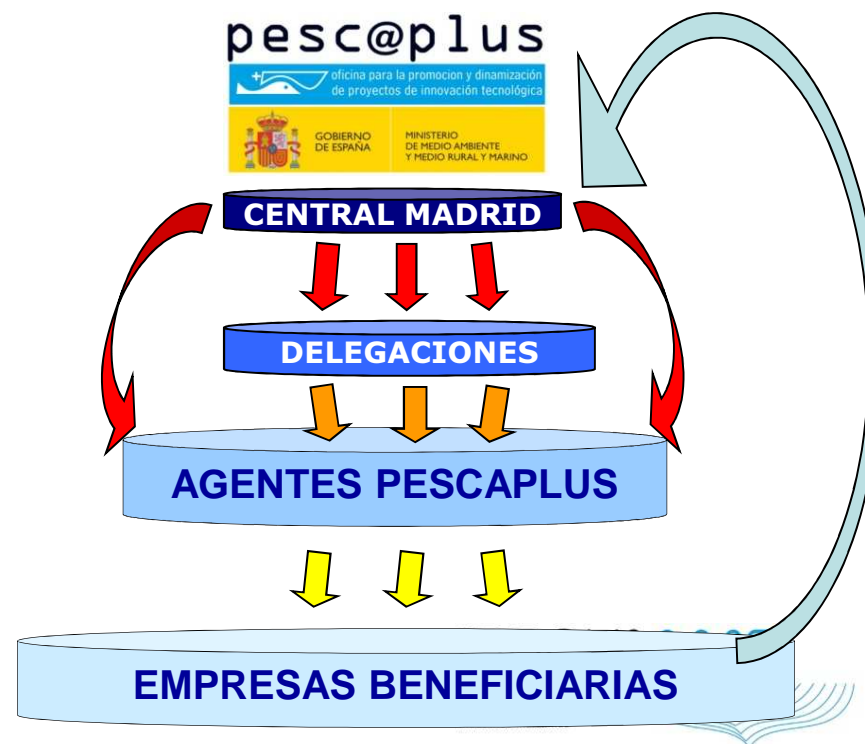 pesc@plus
oficina para la promocion y dinamización
de proyectos de innovación tecnológica
GOBIERNO
DE ESPAÑA
MINISTERIO
DE MEDIO AMBIENTE
Y MEDIO RURAL Y MARINO
CENTRAL MADRID
DELEGACIONES
AGENTES PESCAPLUS
EMPRESAS BENEFICIARIAS